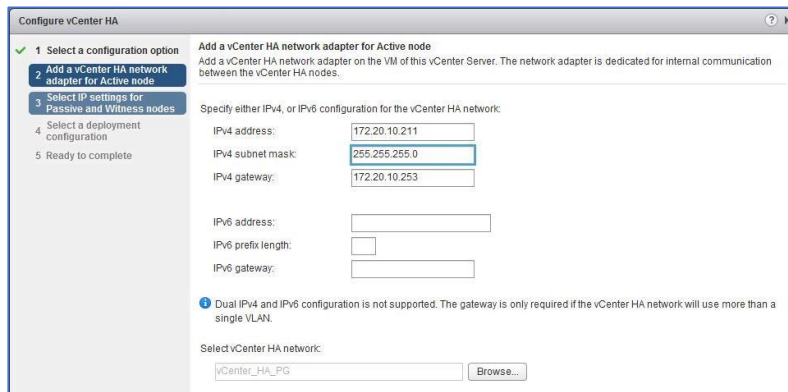 Configure vCenter HA
?
1 Select a configuration option
2 Add a vCenter HA network
adapter for Active node
3 Select IP settings for
Passive and Witness nodes
4 Select a deployment
configuration
5 Ready to complete
Add a vCenter HA network adapter for Active node
Add a vCenter HA network adapter on the VM of this vCenter Server. The network adapter is dedicated for internal communication
between the vCenter HA nodes.
Specify either IPv4, or IPv6 configuration for the vCenter HA network:
IPv4 address: 172.20.10.211
IPv4 subnet mask: 255.255.255.0
IPv4 gateway: 172.20.10.253
IPv6 address:
IPv6 prefix length:
IPv6 gateway:
Dual IPv4 and IPv6 configuration is not supported. The gateway is only required if the vCenter HA network will use more than a
single VLAN.
Select vCenter HA network:
vCenter_HA_PG Browse...